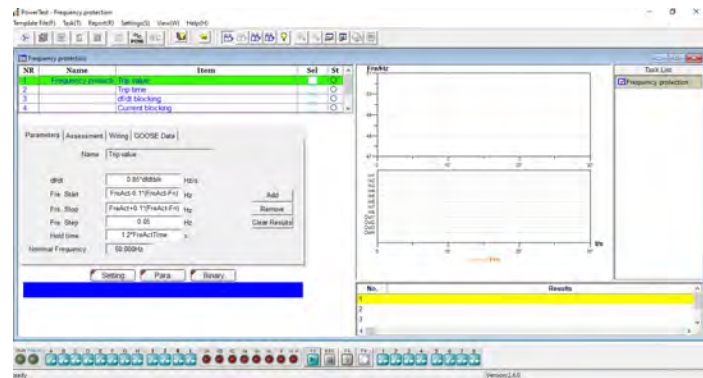 PowerTest - Frequency protection
Template File(F) Task(T) Report(R) Settings(S) View(W) Help(H)
Frequency protection
NR Name Item Sel St
1 Frequency protecti Trip value
2 Trip time
3 df/dt blocking
4 Current blocking
Parameters Assessment Wiring GOOSE Data
Name Trip value
df/dt 0.85*dfdtblk Hz/s
Fre. Start FreAct-0.1*(FreAct-Fn) Hz
Fre. Stop FreAct+0.1*(FreAct-Fn) Hz
Fre. Step 0.05 Hz
Hold time 1.2*FreActTime s
Nominal Frequency 50.000Hz
Add
Remove
Clear Results
Setting Para. Binary
Fre/Hz
t/s
No. Results
1
2
3
4
Task List
Frequency protection
ready
Version:2.6.0